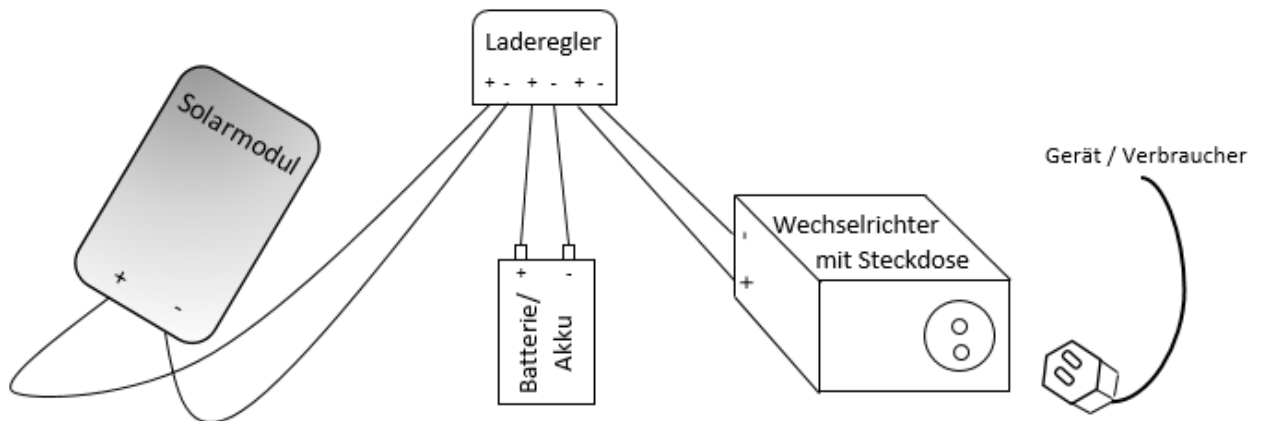 Laderegler
+ - + - + -
Solarmodul
+ -
+ -
Batterie/
Akku
Wechselrichter
mit Steckdose
-
+
Gerät / Verbraucher